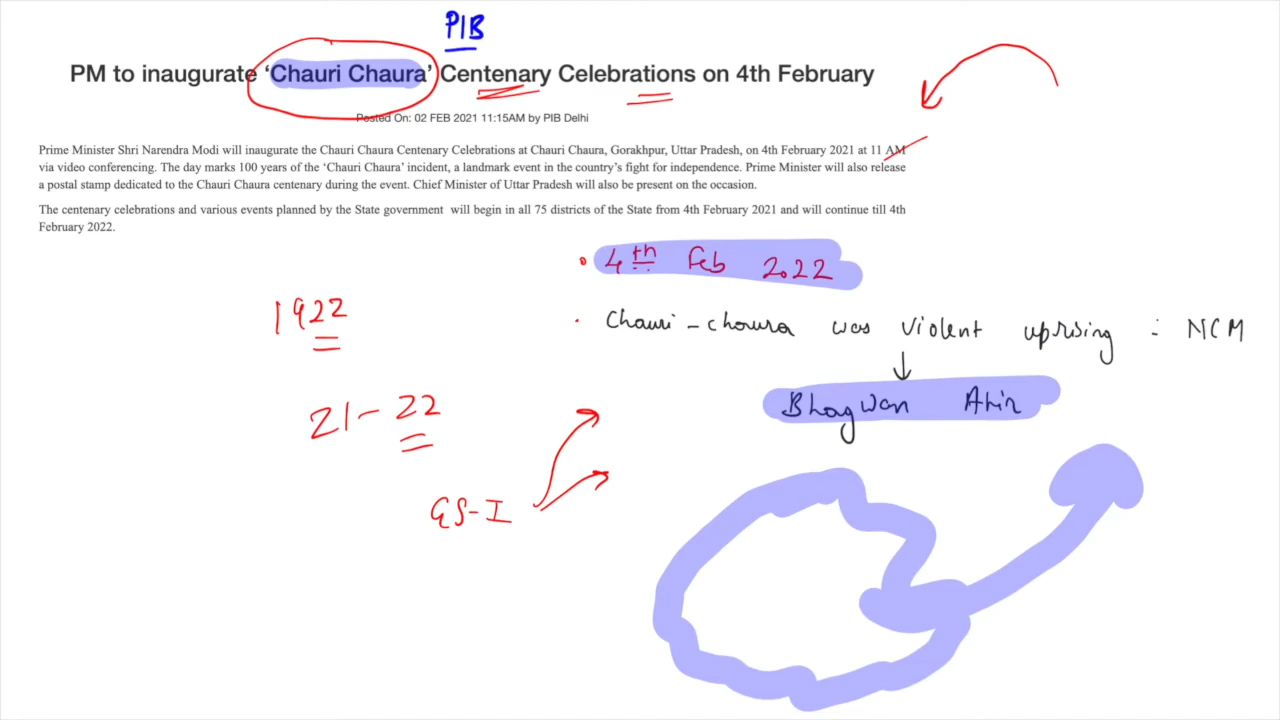 PIB
PM to inaugurate ‘Chauri Chaura’ Centenary Celebrations on 4th February
Posted On: 02 FEB 2021 11:15AM by PIB Delhi
Prime Minister Shri Narendra Modi will inaugurate the Chauri Chaura Centenary Celebrations at Chauri Chaura, Gorakhpur, Uttar Pradesh, on 4th February 2021 at 11 AM
via video conferencing. The day marks 100 years of the ‘Chauri Chaura’ incident, a landmark event in the country’s fight for independence. Prime Minister will also release
a postal stamp dedicated to the Chauri Chaura centenary during the event. Chief Minister of Uttar Pradesh will also be present on the occasion.
The centenary celebrations and various events planned by the State government will begin in all 75 districts of the State from 4th February 2021 and will continue till 4th
February 2022.
• 4th Feb 2022
1922
• Chauri-choura was violent uprising : NCM
Bhagwan Ahir
21-22
GS-I